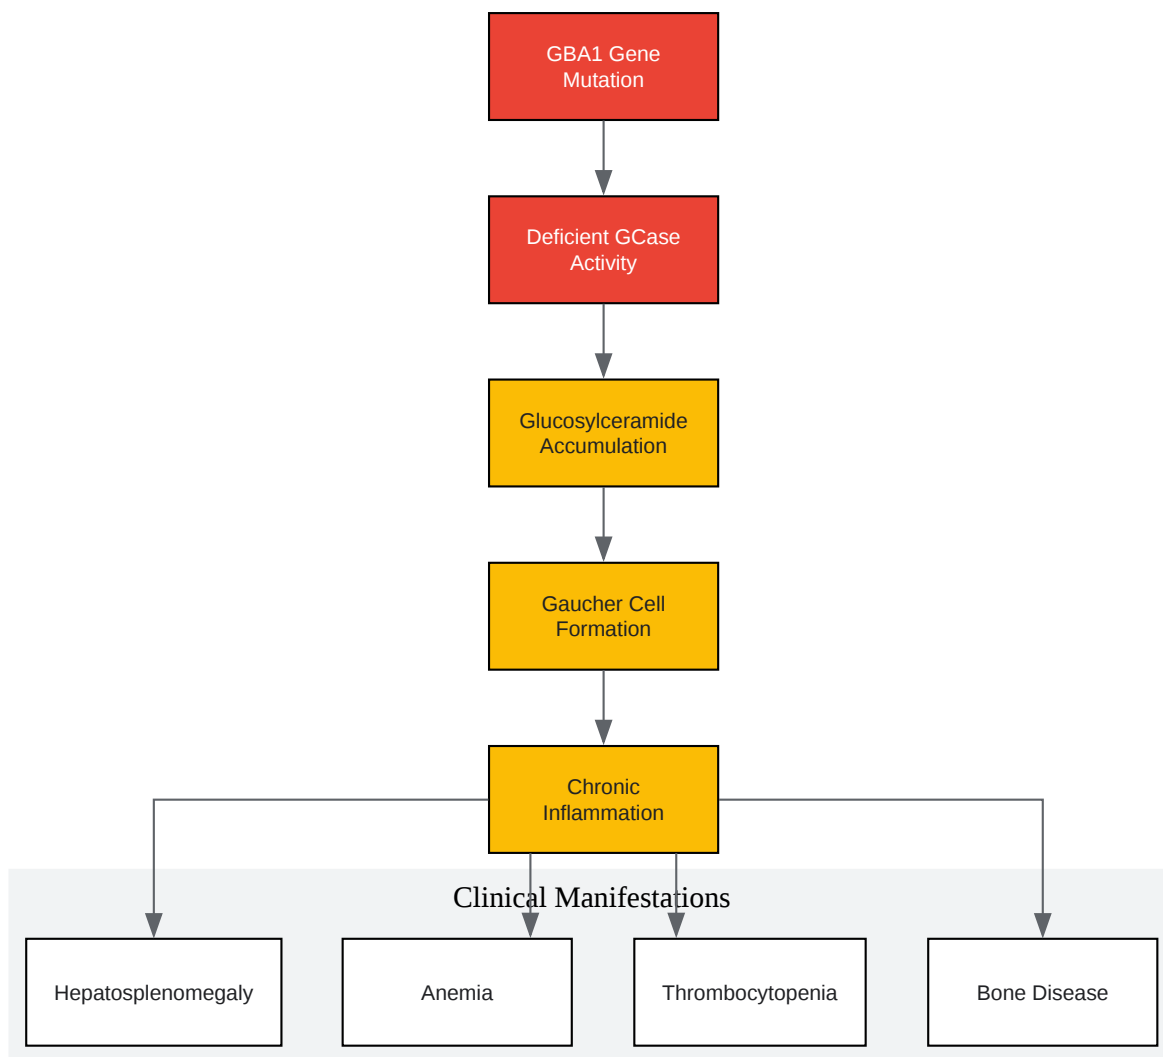 GBA1 Gene
Mutation
Deficient GCase
Activity
Glucosylceramide
Accumulation
Gaucher Cell
Formation
Chronic
Inflammation
Clinical Manifestations
Hepatosplenomegaly
Anemia
Thrombocytopenia
Bone Disease